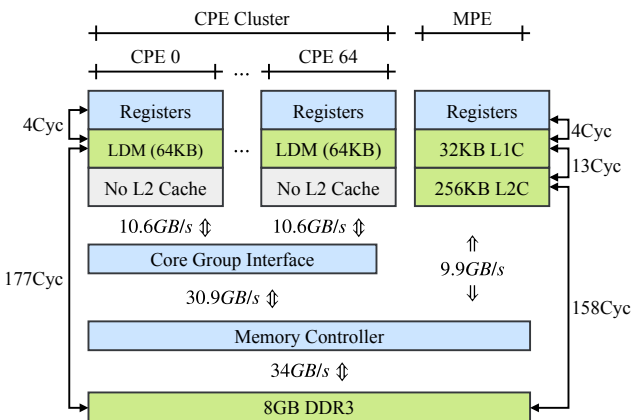 CPE Cluster MPE
CPE 0 ... CPE 64
Registers Registers Registers
4Cyc 4Cyc
LDM (64KB) ... LDM (64KB) 32KB L1C
13Cyc
No L2 Cache No L2 Cache 256KB L2C
10.6GB/s ⇕ 10.6GB/s ⇕
Core Group Interface 9.9GB/s
177Cyc
30.9GB/s ⇕
158Cyc
Memory Controller
34GB/s ⇕
8GB DDR3